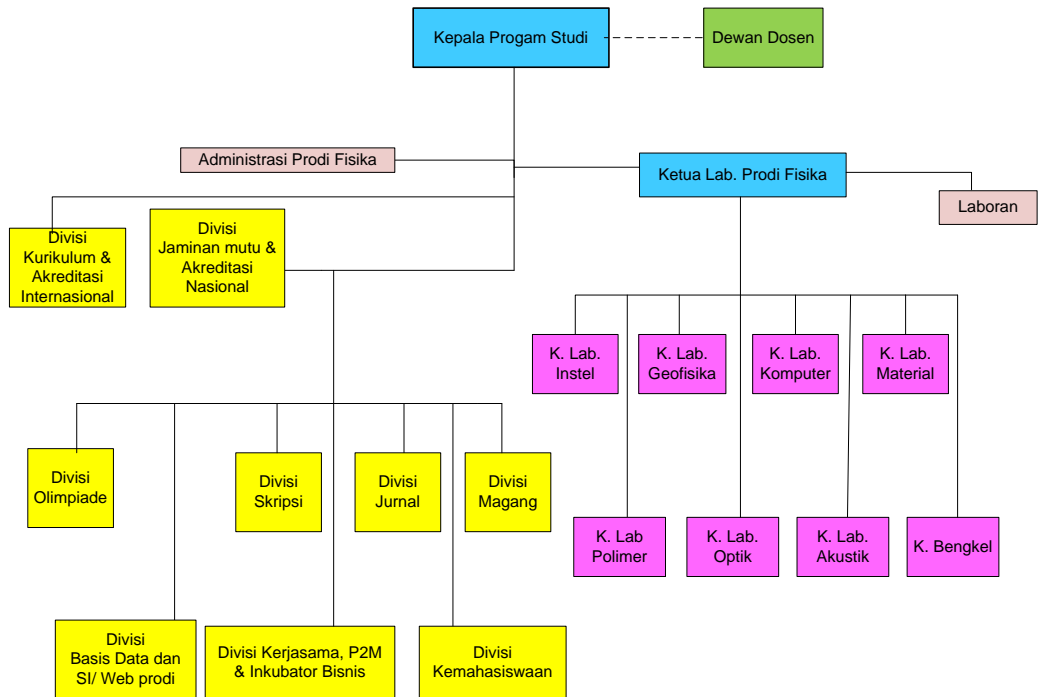 Kepala Progam Studi
Dewan Dosen
Administrasi Prodi Fisika
Ketua Lab. Prodi Fisika
Laboran
Divisi
Kurikulum &
Akreditasi
Internasional
Divisi
Jaminan mutu &
Akreditasi
Nasional
K. Lab.
Instel
K. Lab.
Geofisika
K. Lab.
Komputer
K. Lab.
Material
Divisi
Olimpiade
Divisi
Skripsi
Divisi
Jurnal
Divisi
Magang
K. Lab
Polimer
K. Lab.
Optik
K. Lab.
Akustik
K. Bengkel
Divisi
Basis Data dan
SI/ Web prodi
Divisi Kerjasama, P2M
& Inkubator Bisnis
Divisi
Kemahasiswaan